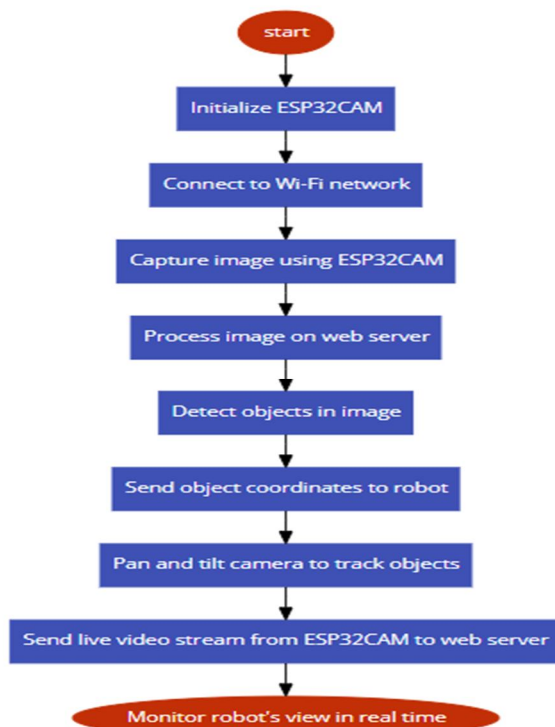 start
Initialize ESP32CAM
Connect to Wi-Fi network
Capture image using ESP32CAM
Process image on web server
Detect objects in image
Send object coordinates to robot
Pan and tilt camera to track objects
Send live video stream from ESP32CAM to web server
Monitor robot's view in real time